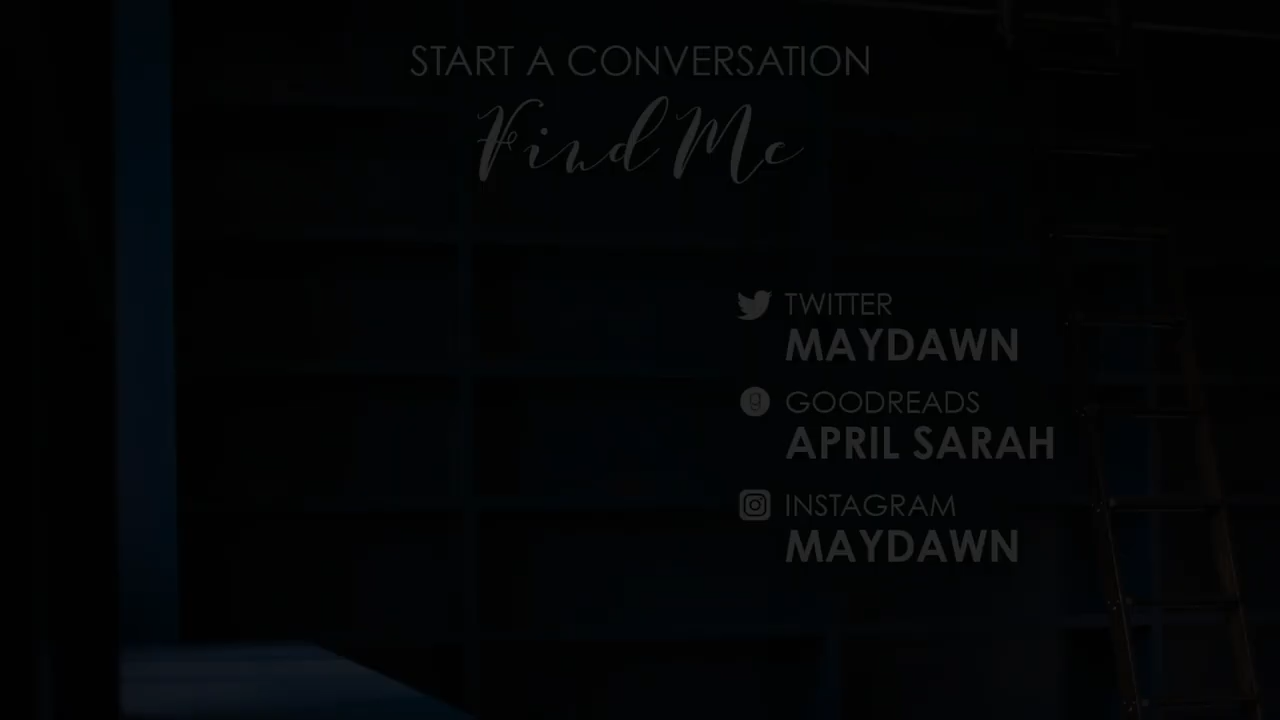 START A CONVERSATION
Find Me
TWITTER
MAYDAWN
GOODREADS
APRIL SARAH
INSTAGRAM
MAYDAWN